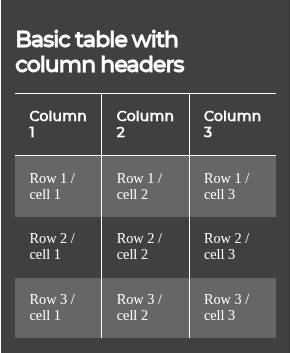 Basic table with
column headers
Column 1 Column 2 Column 3
Row 1 / cell 1 Row 1 / cell 2 Row 1 / cell 3
Row 2 / cell 1 Row 2 / cell 2 Row 2 / cell 3
Row 3 / cell 1 Row 3 / cell 2 Row 3 / cell 3